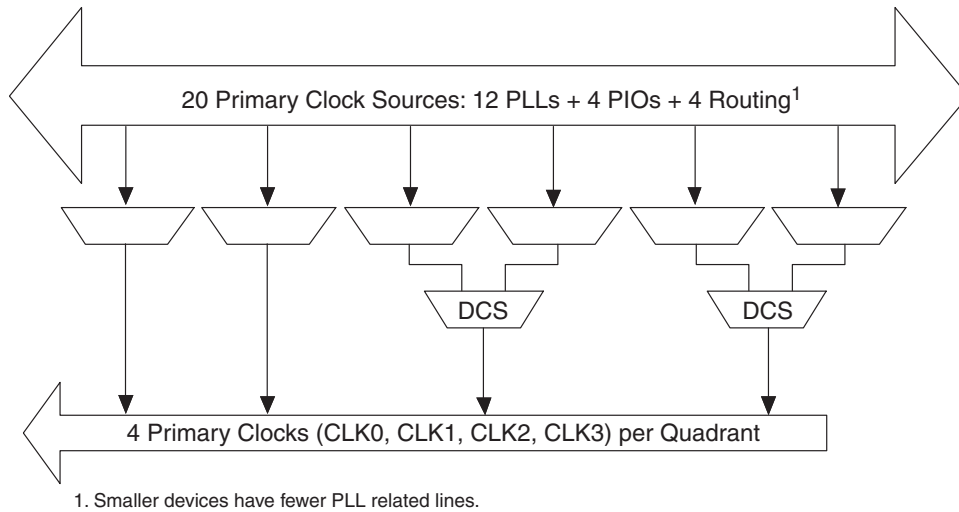 20 Primary Clock Sources: 12 PLLs + 4 PIOs + 4 Routing¹
DCS
DCS
4 Primary Clocks (CLK0, CLK1, CLK2, CLK3) per Quadrant
1. Smaller devices have fewer PLL related lines.